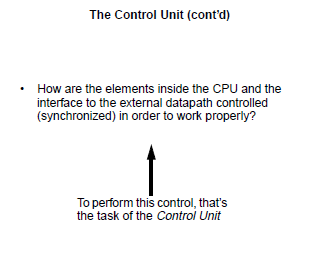 The Control Unit (cont'd)
• How are the elements inside the CPU and the
interface to the external datapath controlled
(synchronized) in order to work properly?
To perform this control, that's
the task of the Control Unit